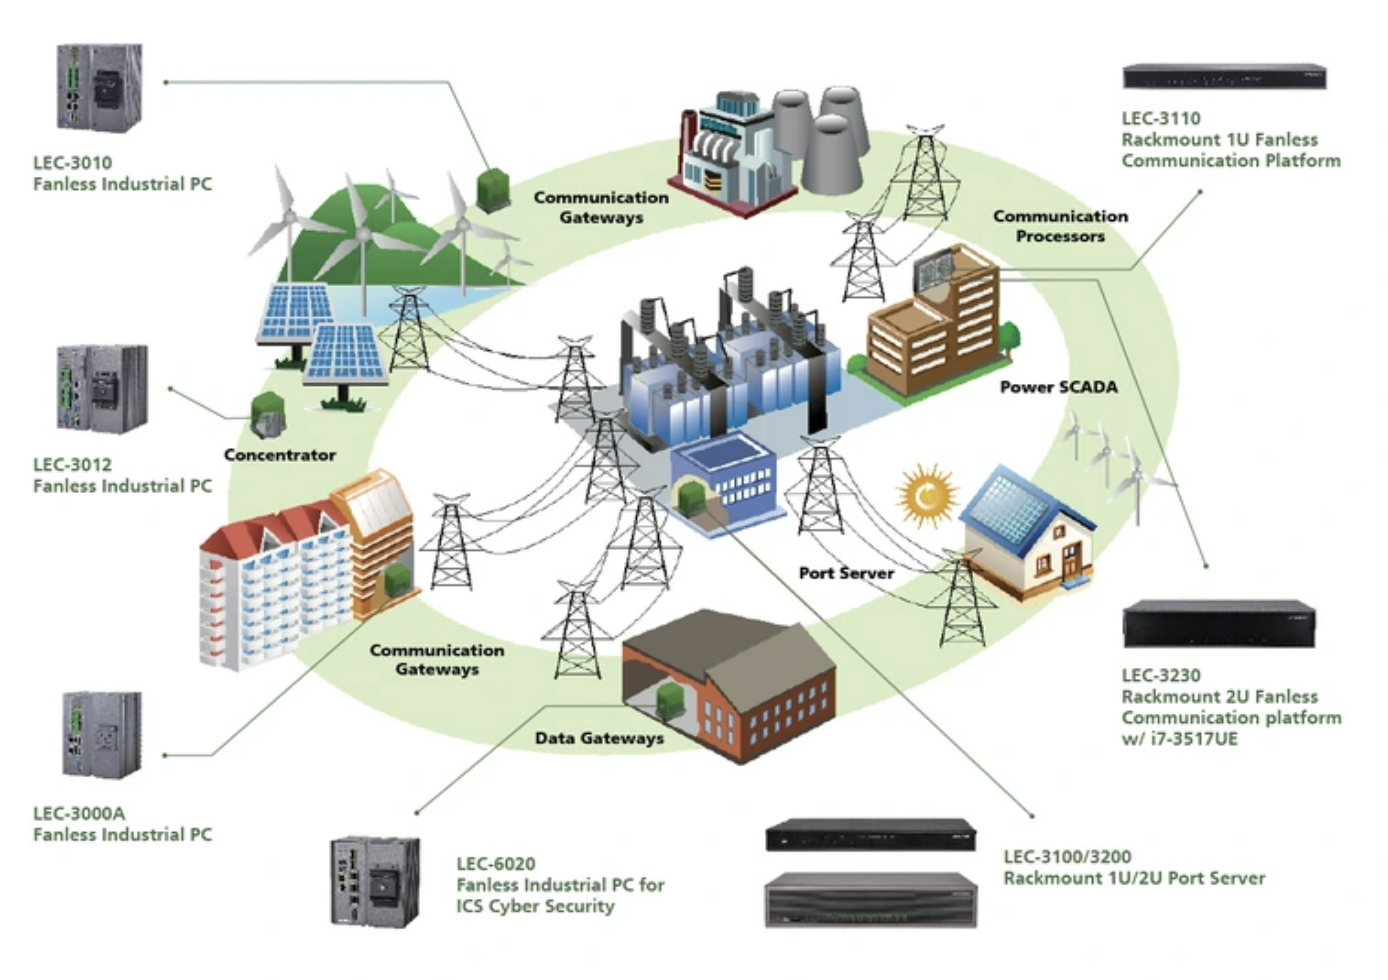 LEC-3010
Fanless Industrial PC
LEC-3110
Rackmount 1U Fanless
Communication Platform
Communication
Gateways
Communication
Processors
Power SCADA
LEC-3012
Fanless Industrial PC
Concentrator
Port Server
Communication
Gateways
Data Gateways
LEC-3230
Rackmount 2U Fanless
Communication platform
w/ i7-3517UE
LEC-3000A
Fanless Industrial PC
LEC-6020
Fanless Industrial PC for
ICS Cyber Security
LEC-3100/3200
Rackmount 1U/2U Port Server